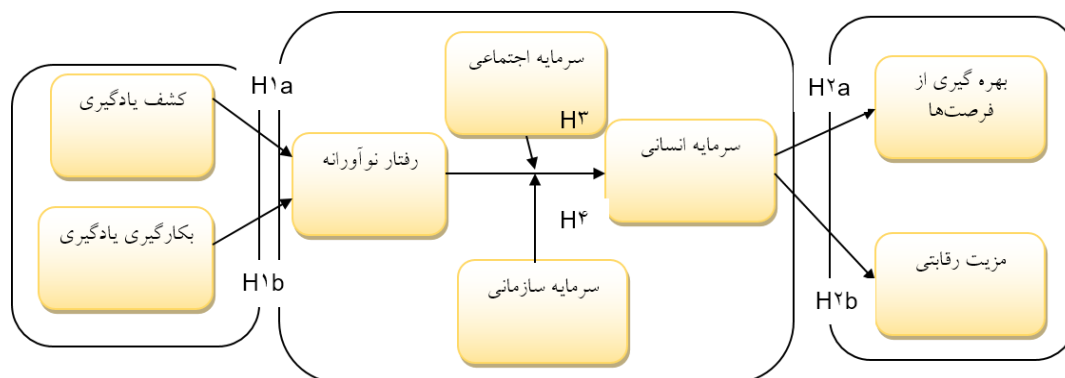 سرمایه اجتماعی
H۳
H۱a
H۲a
کشف یادگیری
بهره گیری از
فرصت‌ها
رفتار نوآورانه
سرمایه انسانی
H۴
بکارگیری یادگیری
H۱b
سرمایه سازمانی
مزیت رقابتی
H۲b